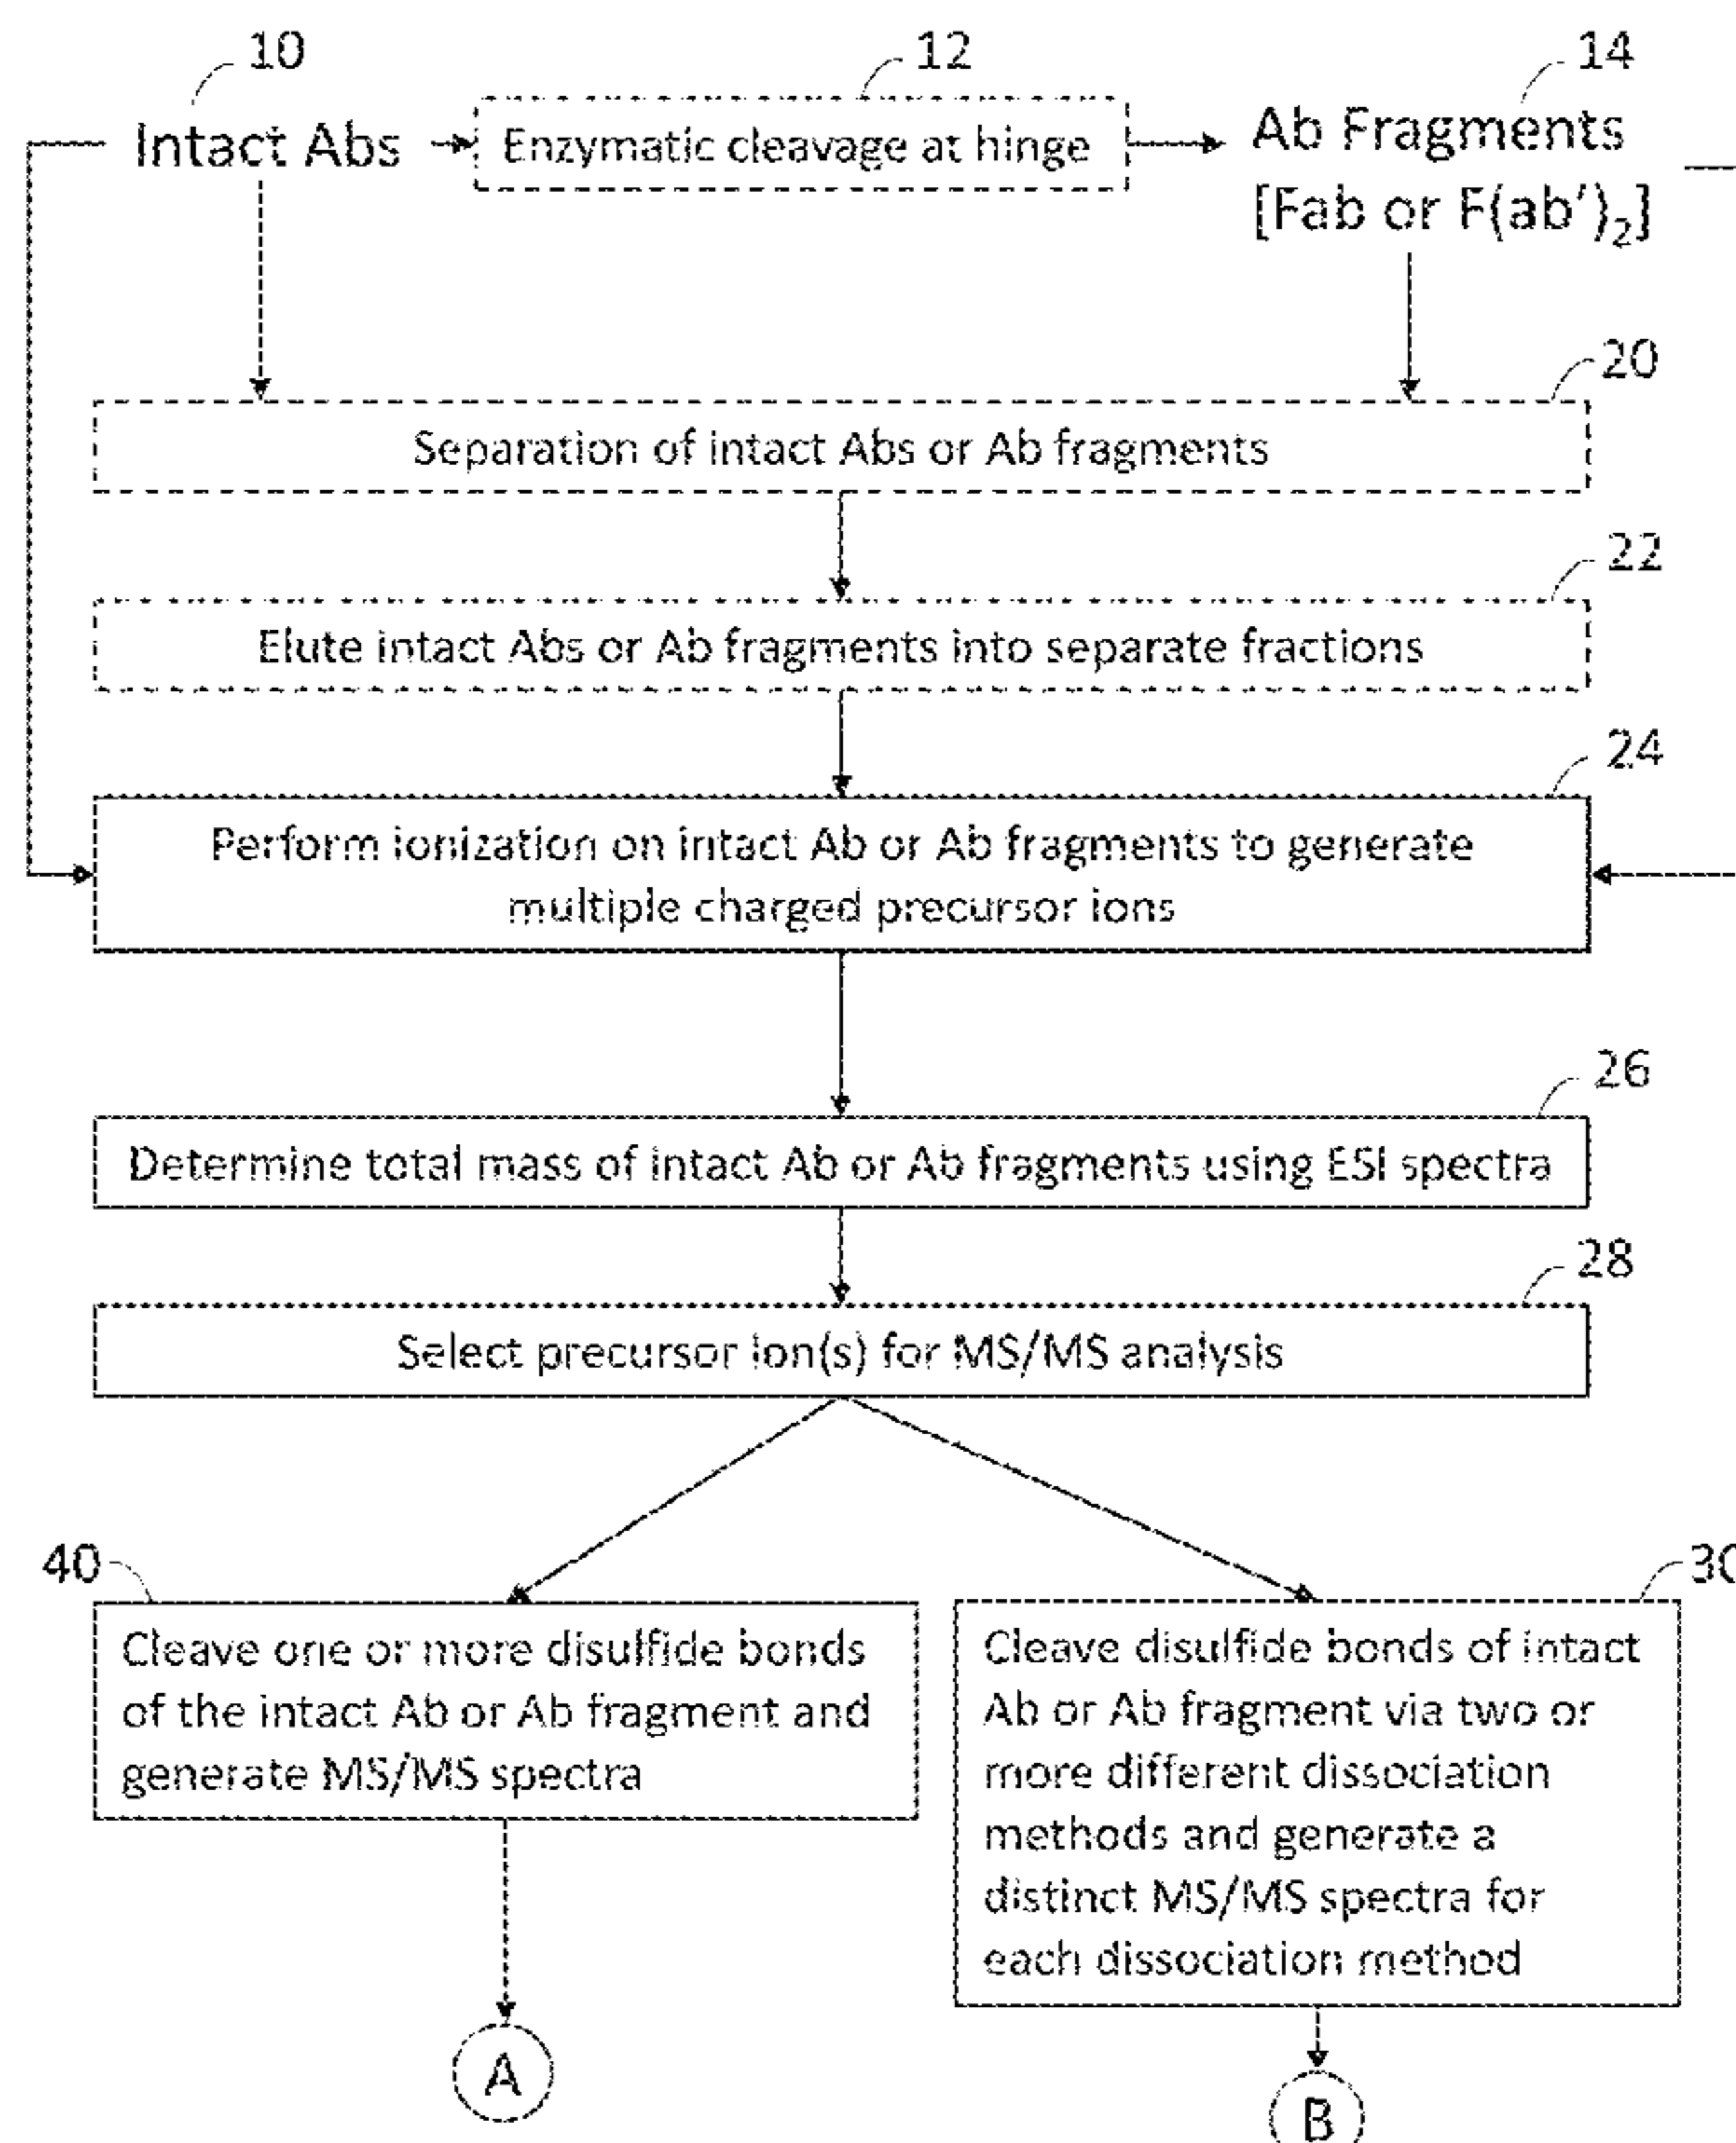 10
12
14
Intact Abs
Enzymatic cleavage at hinge
Ab Fragments
[Fab or F(ab')₂]
20
Separation of intact Abs or Ab fragments
22
Elute intact Abs or Ab fragments into separate fractions
24
Perform ionization on intact Ab or Ab fragments to generate
multiple charged precursor ions
26
Determine total mass of intact Ab or Ab fragments using ESI spectra
28
Select precursor ion(s) for MS/MS analysis
40
Cleave one or more disulfide bonds
of the intact Ab or Ab fragment and
generate MS/MS spectra
30
Cleave disulfide bonds of intact
Ab or Ab fragment via two or
more different dissociation
methods and generate a
distinct MS/MS spectra for
each dissociation method
A
B